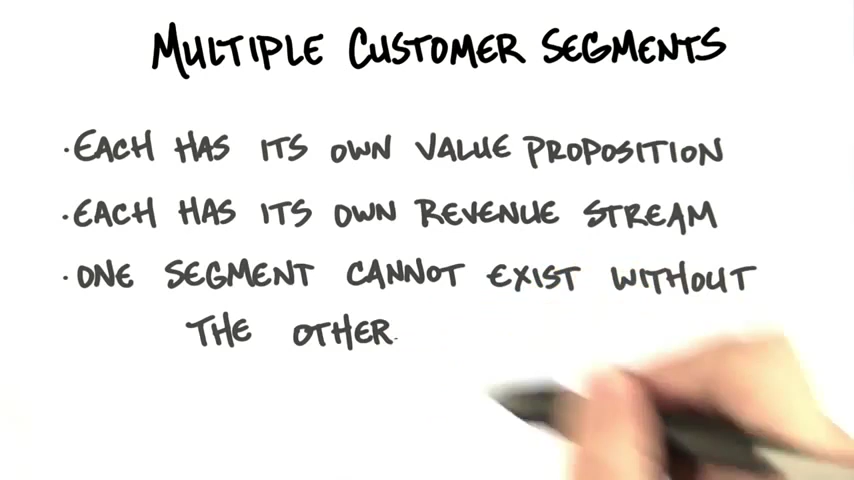 MULTIPLE CUSTOMER SEGMENTS
· EACH HAS ITS OWN VALUE PROPOSITION
· EACH HAS ITS OWN REVENUE STREAM
· ONE SEGMENT CANNOT EXIST WITHOUT
THE OTHER.